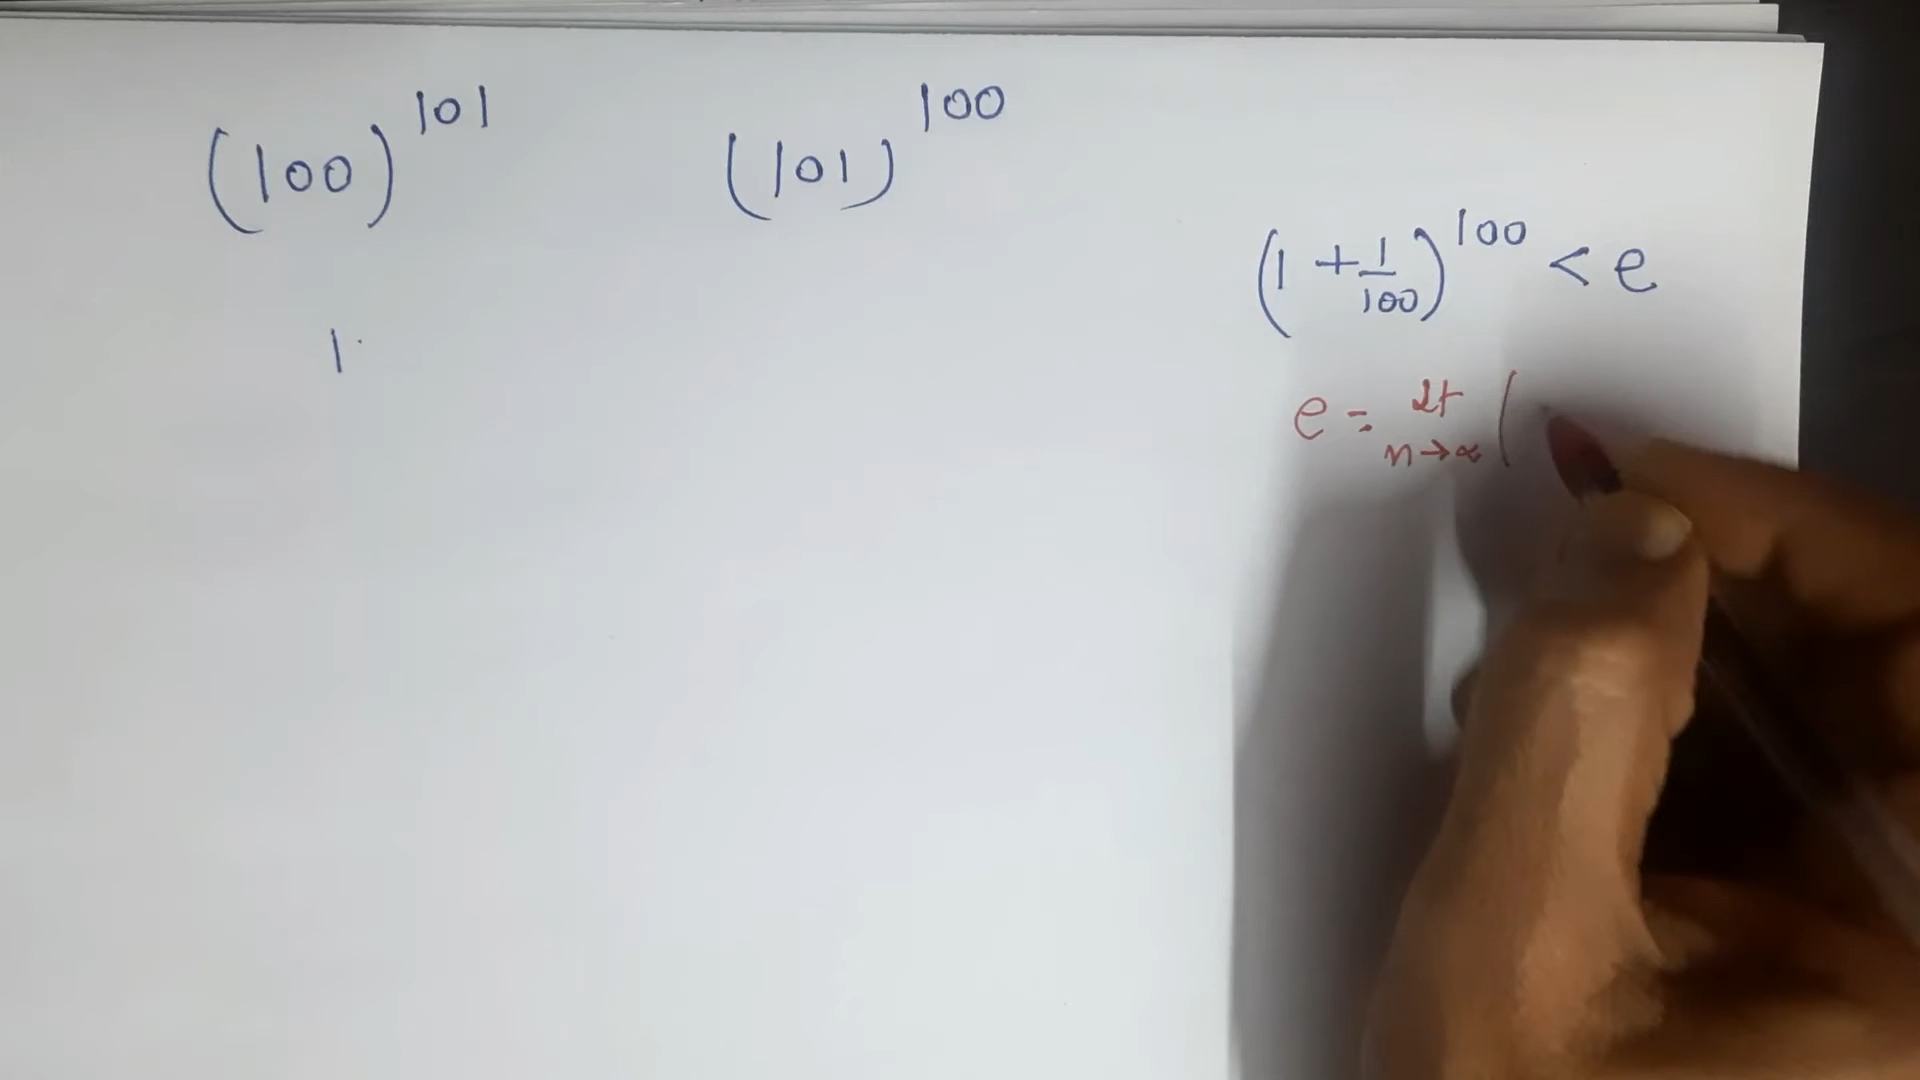 (100)^101 (101)^100
(1 + 1/100)^100 < e
1
e = Lt n→∞ (